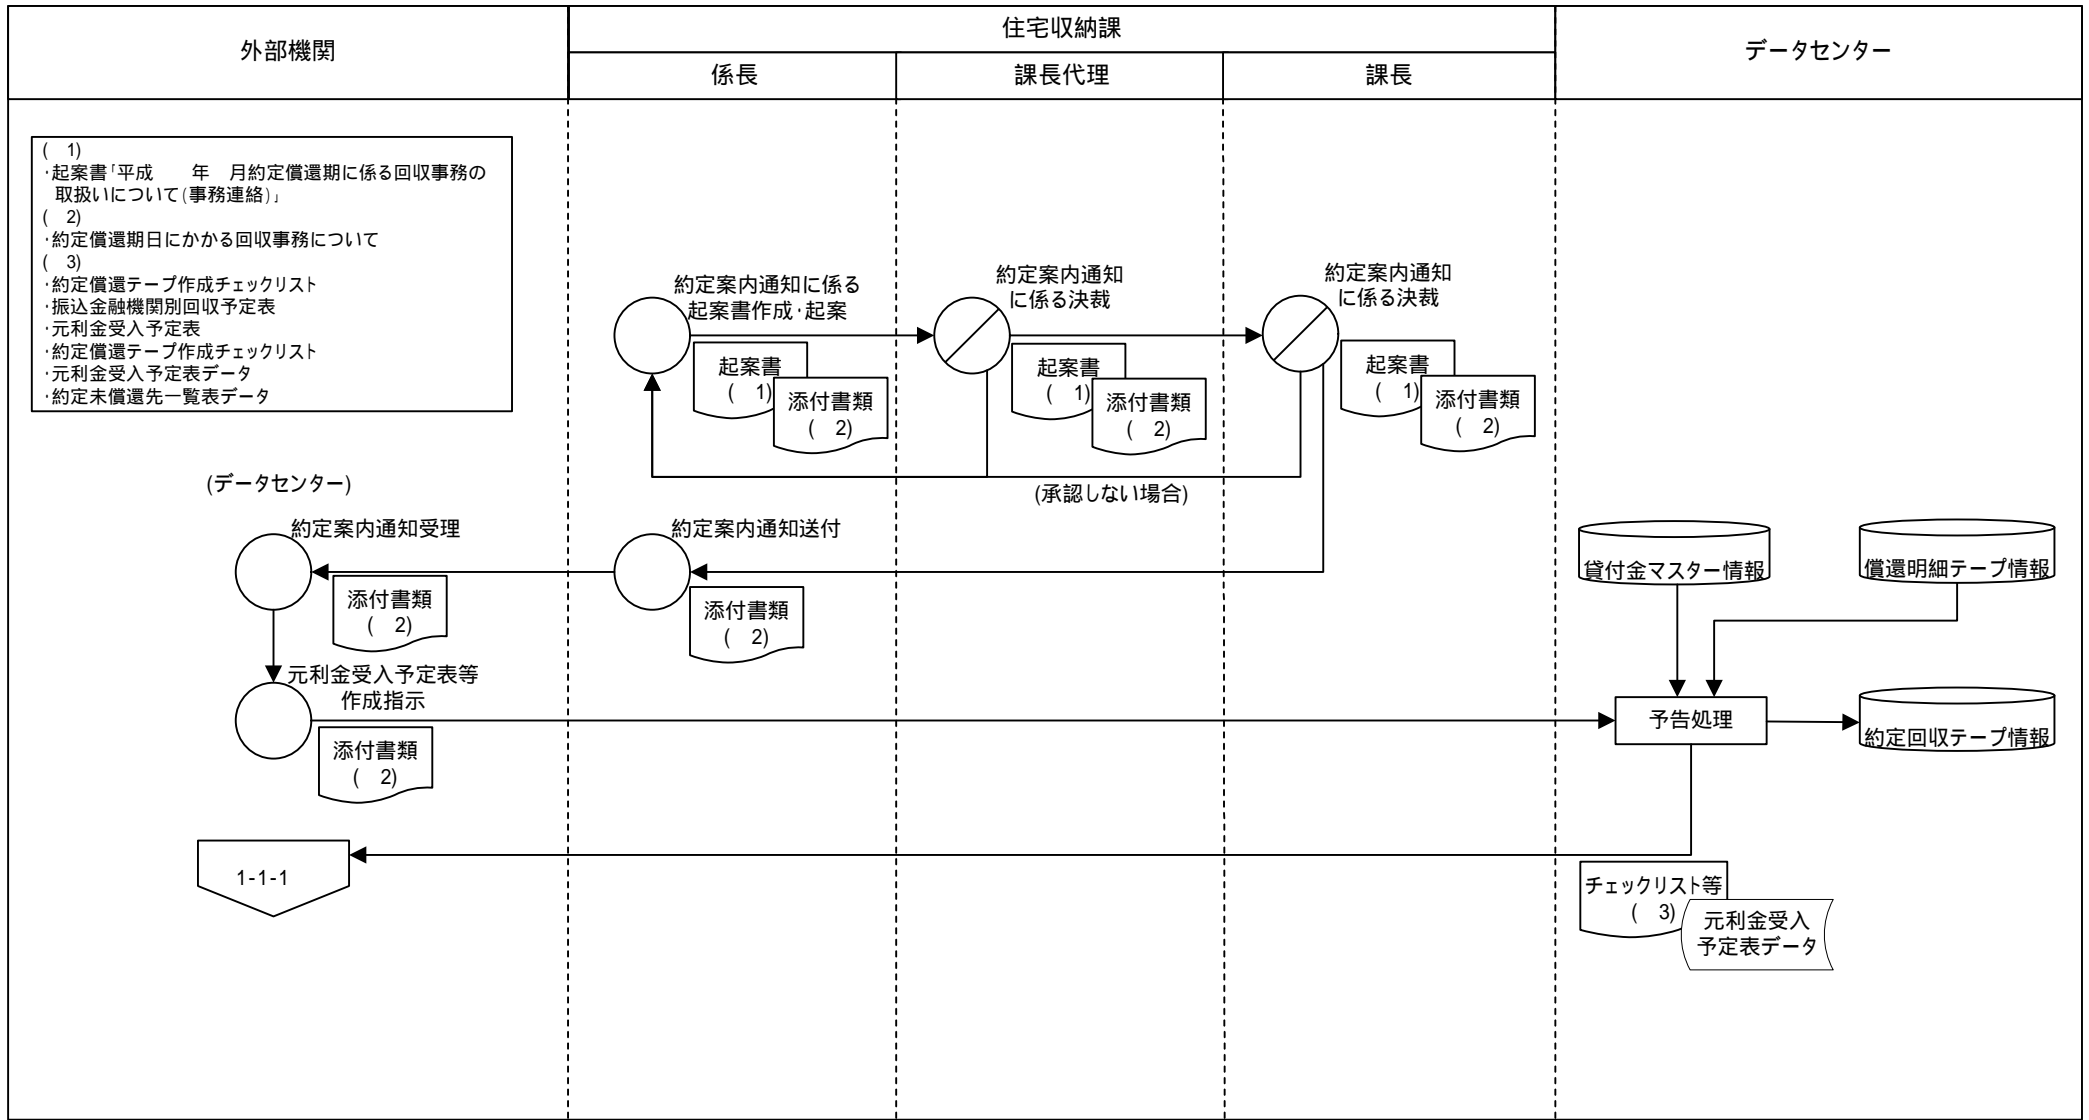 外部機関
住宅収納課
データセンター
係長
課長代理
課長
(　1)
・起案書「平成　　年　月約定償還期に係る回収事務の
取扱いについて(事務連絡)」
(　2)
・約定償還期日にかかる回収事務について
(　3)
・約定償還テープ作成チェックリスト
・振込金融機関別回収予定表
・元利金受入予定表
・約定償還テープ作成チェックリスト
・元利金受入予定表データ
・約定未償還先一覧表データ
約定案内通知に係る
起案書作成・起案
起案書
(　1)
添付書類
(　2)
約定案内通知
に係る決裁
起案書
(　1)
添付書類
(　2)
約定案内通知
に係る決裁
起案書
(　1)
添付書類
(　2)
(承認しない場合)
(データセンター)
約定案内通知受理
添付書類
(　2)
約定案内通知送付
添付書類
(　2)
貸付金マスター情報
償還明細テープ情報
元利金受入予定表等
作成指示
添付書類
(　2)
予告処理
約定回収テープ情報
1-1-1
チェックリスト等
(　3)
元利金受入
予定表データ